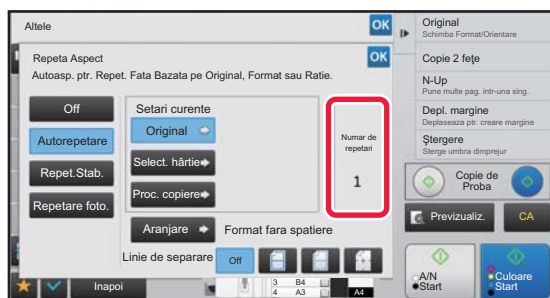 Altele
OK
Repeta Aspect
OK
Autoasp. ptr. Repet. Fata Bazata pe Original, Format sau Ratie.
Off
Autorepetare
Repet.Stab.
Repetare foto.
Setari curente
Original
Select. hârtie
Proc. copiere
Numar de
repetari
1
Aranjare
Format fara spatiere
Linie de separare
Off
Inapoi
3 B4
4 A3
A4
Original
Schimba Format/Orientare
Copie 2 feţe
N-Up
Pune multe pag. intr-una sing.
Depl. margine
Deplaseaza ptr. creare margine
Ştergere
Sterge umbra dimprejur
Copie de
Proba
Previzualiz.
CA
A/N
Start
Culoare
Start